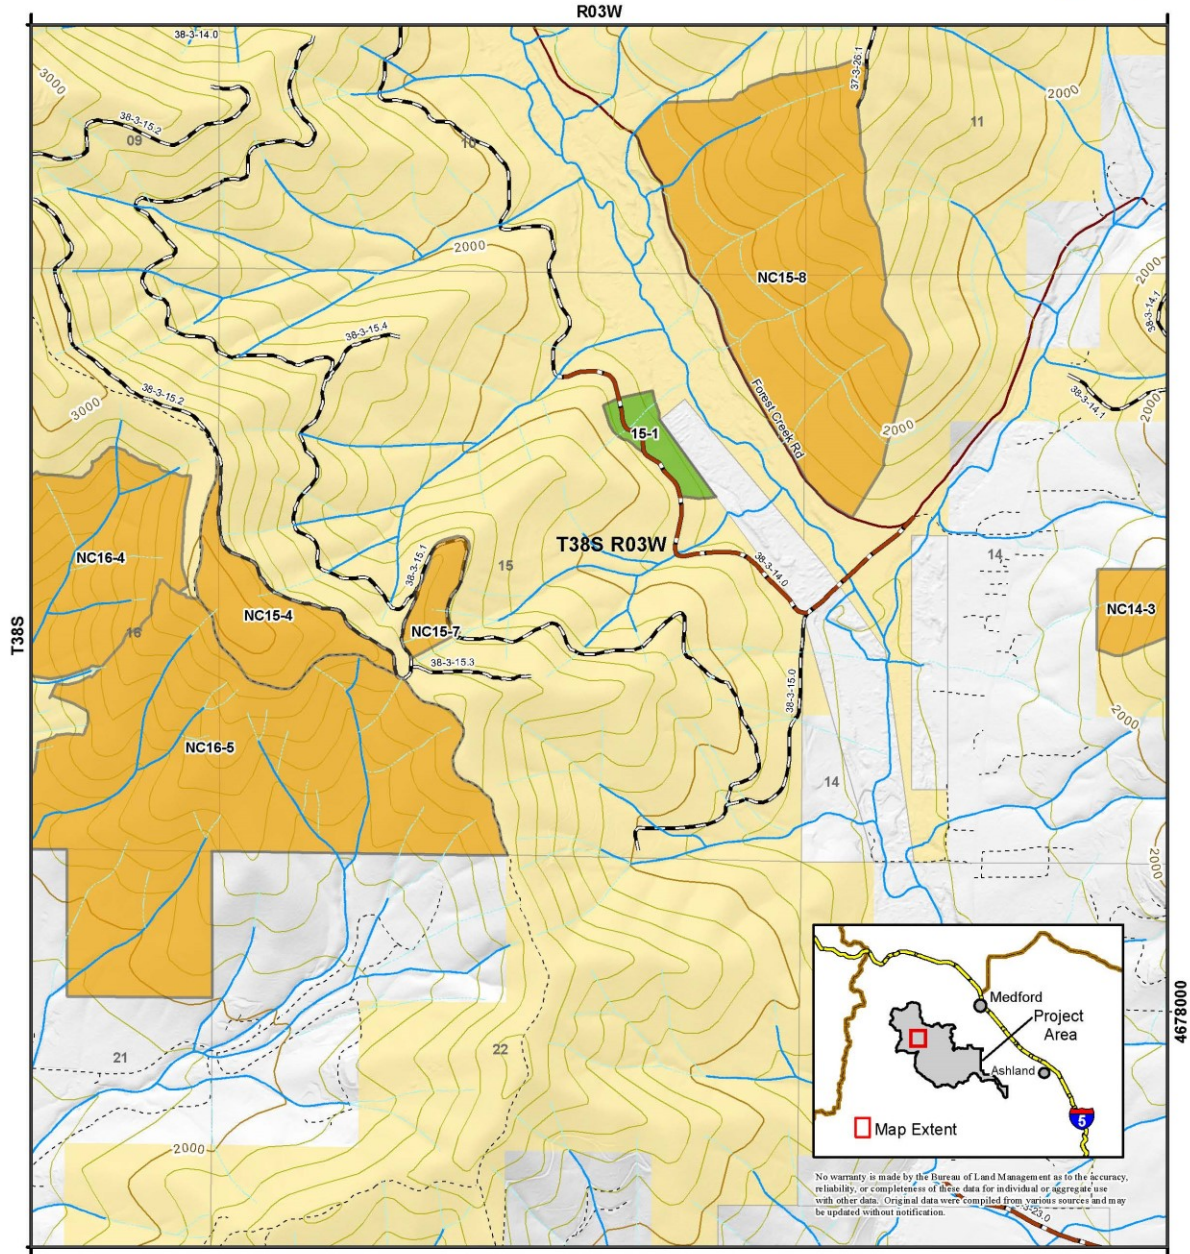 R03W
38-3-14.0
3000
38-3-15.2
09
10
37-3-26.1
2000
11
2000
NC15-8
2000
38-3-14.1
38-3-15.4
38-3-15.2
3000
38-3-14.1
2000
Forest Creek Rd
2000
15-1
NC16-4
T38S R03W
38-3-15.1
15
38-3-14.0
14
NC14-3
T38S
16
NC15-4
NC15-7
38-3-15.3
38-3-15.0
2000
NC16-5
14
2000
4678000
21
22
2000
Medford
Project
Area
Ashland
5
Map Extent
No warranty is made by the Bureau of Land Management as to the accuracy,
reliability, or completeness of these data for individual or aggregate use
with other data. Original data were compiled from various sources and may
be updated without notification.
3-23.0